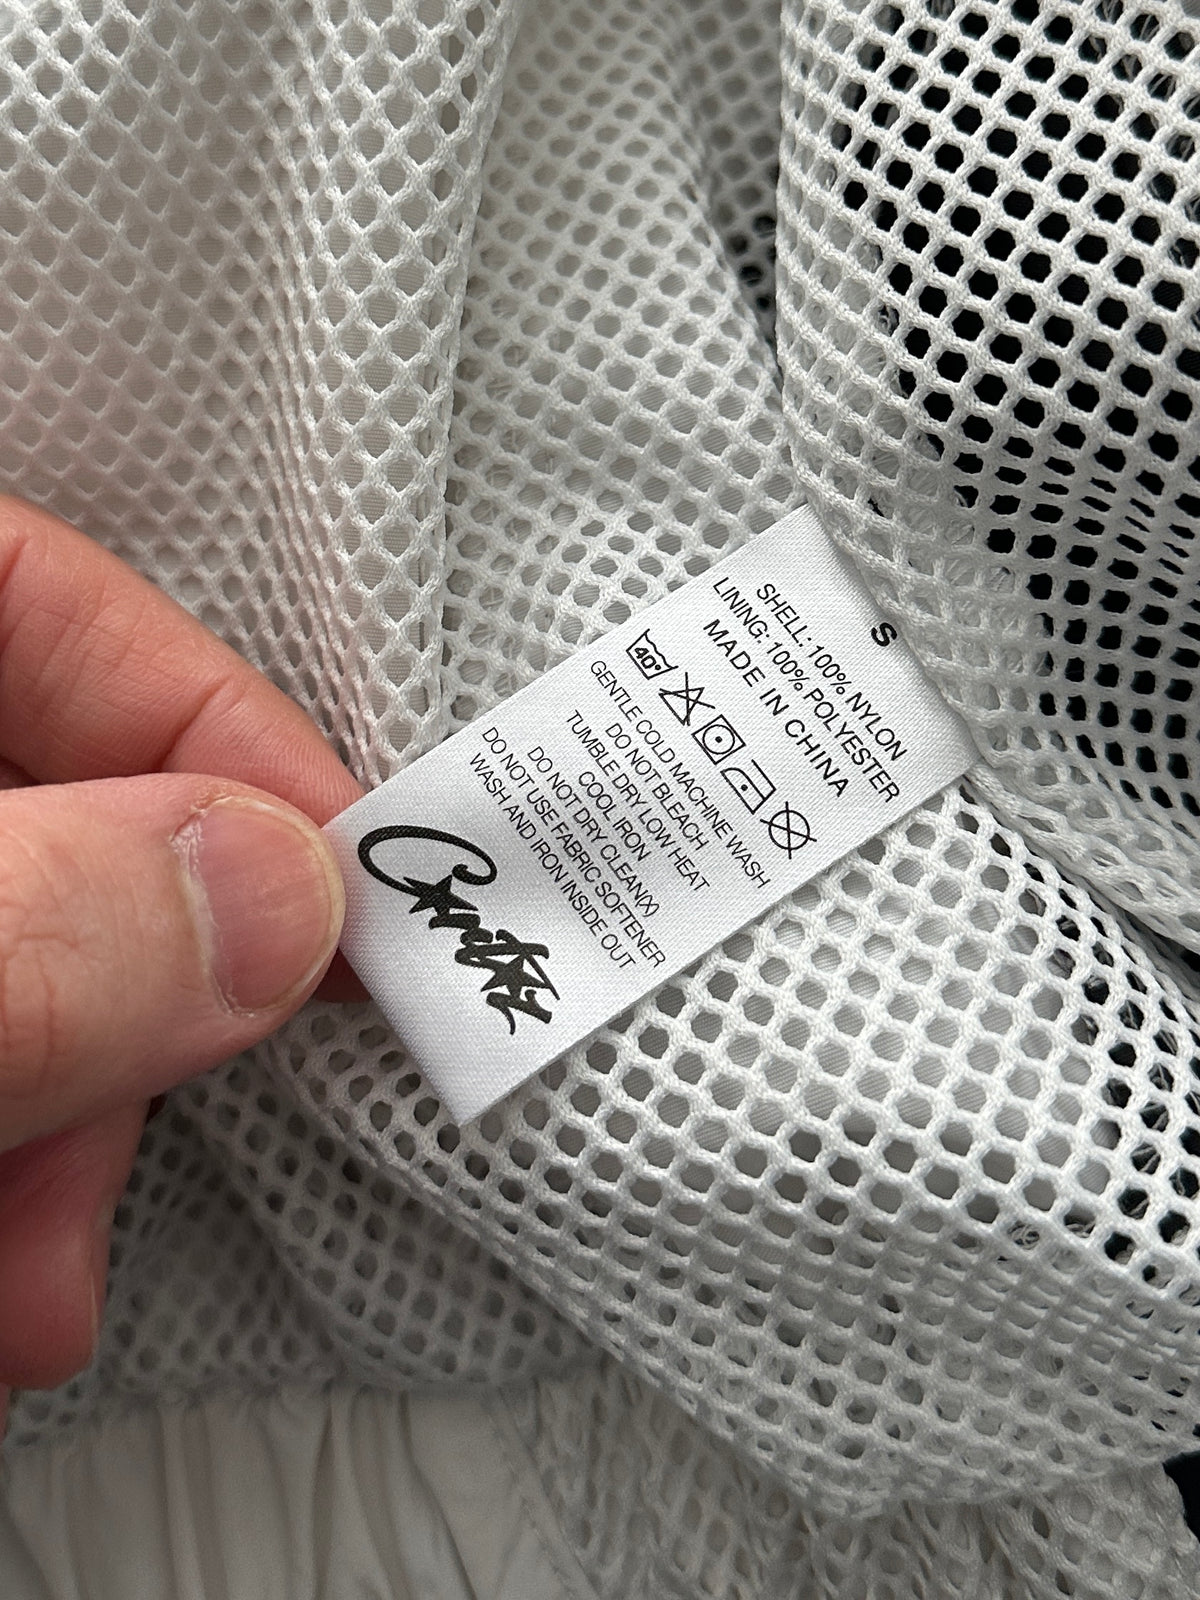 S
SHELL: 100% NYLON
LINING: 100% POLYESTER
MADE IN CHINA
40°
GENTLE COLD MACHINE WASH
DO NOT BLEACH
TUMBLE DRY LOW HEAT
COOL IRON
DO NOT DRY CLEAN(X)
DO NOT USE FABRIC SOFTENER
WASH AND IRON INSIDE OUT
Corteiz